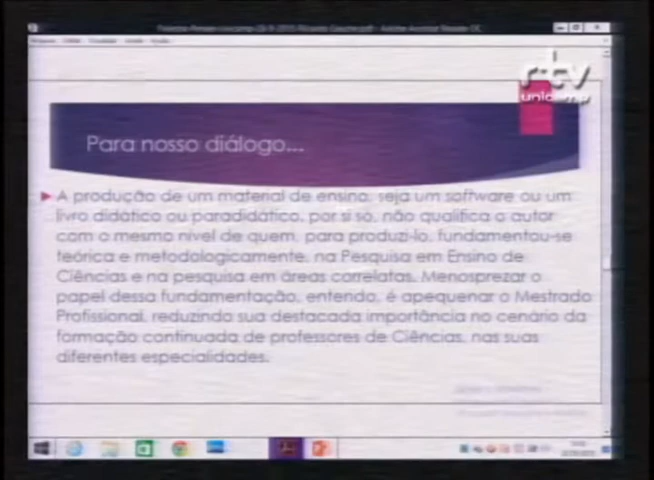 rtv
unicamp
Para nosso diálogo...
A produção de um material de ensino, seja um software ou um
livro didático ou paradidático, por si só, não qualifica o autor
com o mesmo nível de quem, para produzi-lo, fundamentou-se
teórica e metodologicamente, na Pesquisa em Ensino de
Ciências e na pesquisa em áreas correlatas. Menosprezar o
papel dessa fundamentação, entendo, é apequenar o Mestrado
Profissional, reduzindo sua destacada importância no cenário da
formação continuada de professores de Ciências, nas suas
diferentes especialidades.